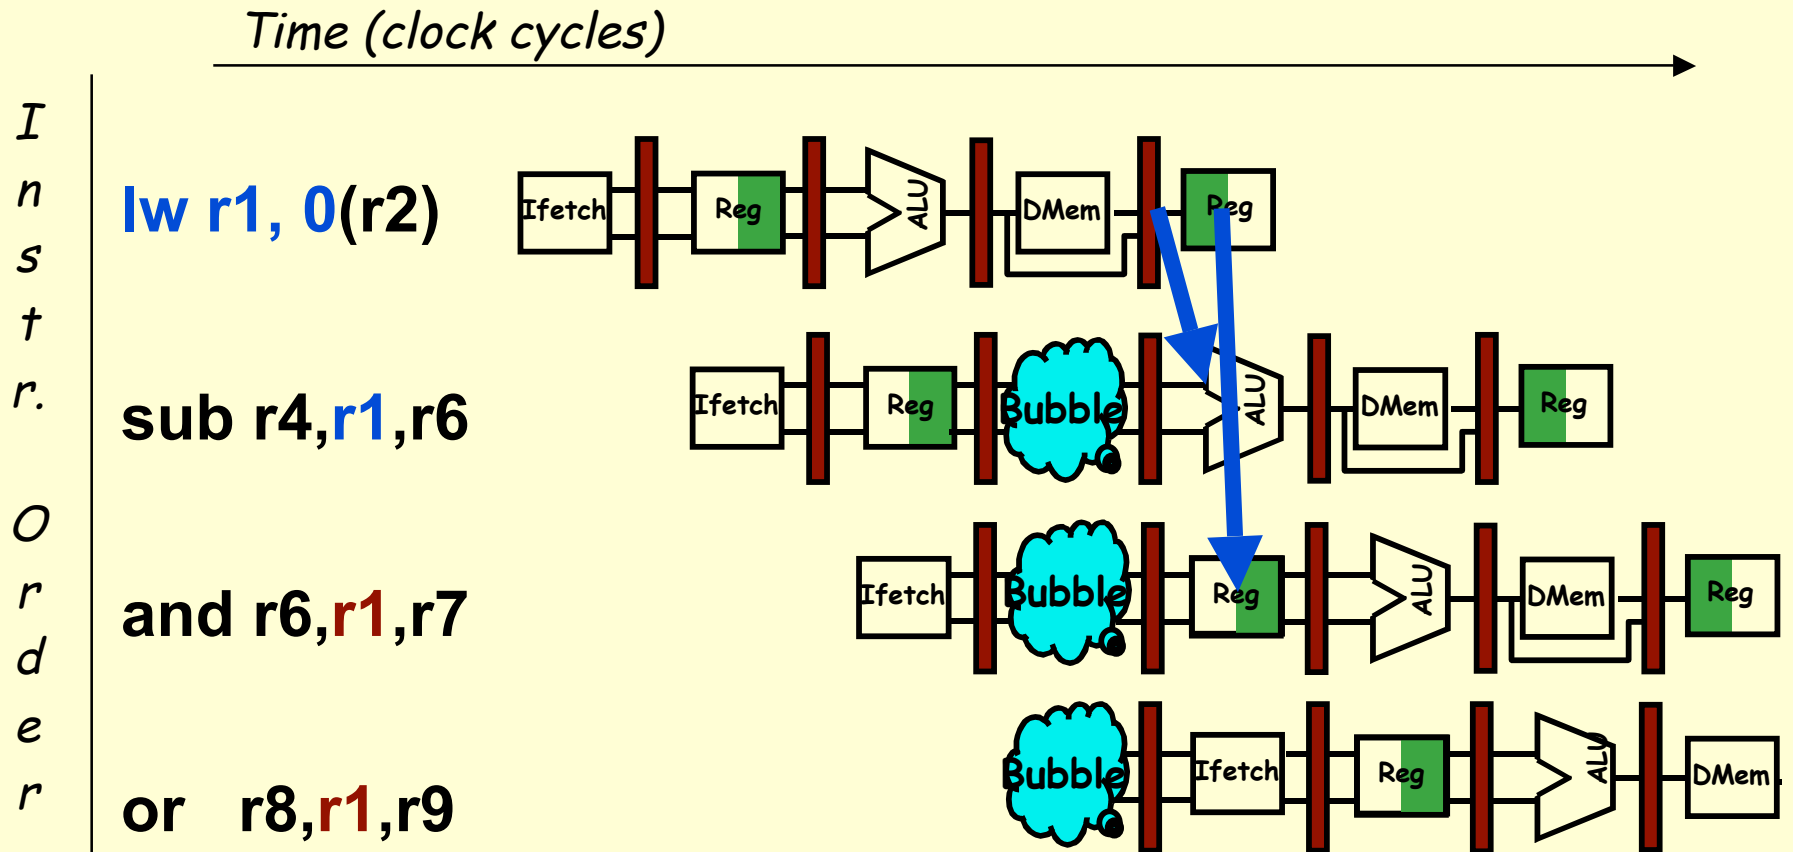 Time (clock cycles)
Instr. Order
lw r1, 0(r2)
Ifetch Reg ALU DMem Reg
sub r4,r1,r6
Ifetch Reg Bubble ALU DMem Reg
and r6,r1,r7
Ifetch Bubble Reg ALU DMem Reg
or r8,r1,r9
Bubble Ifetch Reg ALU DMem